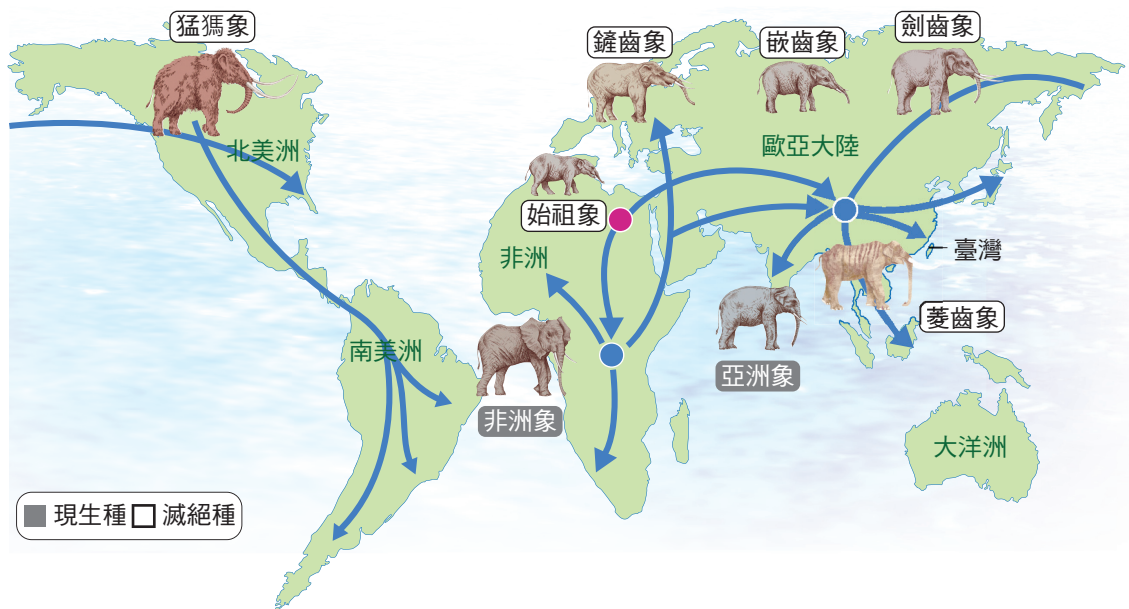 猛獁象
鏟齒象
嵌齒象
劍齒象
北美洲
歐亞大陸
始祖象
非洲
臺灣
菱齒象
南美洲
亞洲象
非洲象
大洋洲
現生種 滅絕種